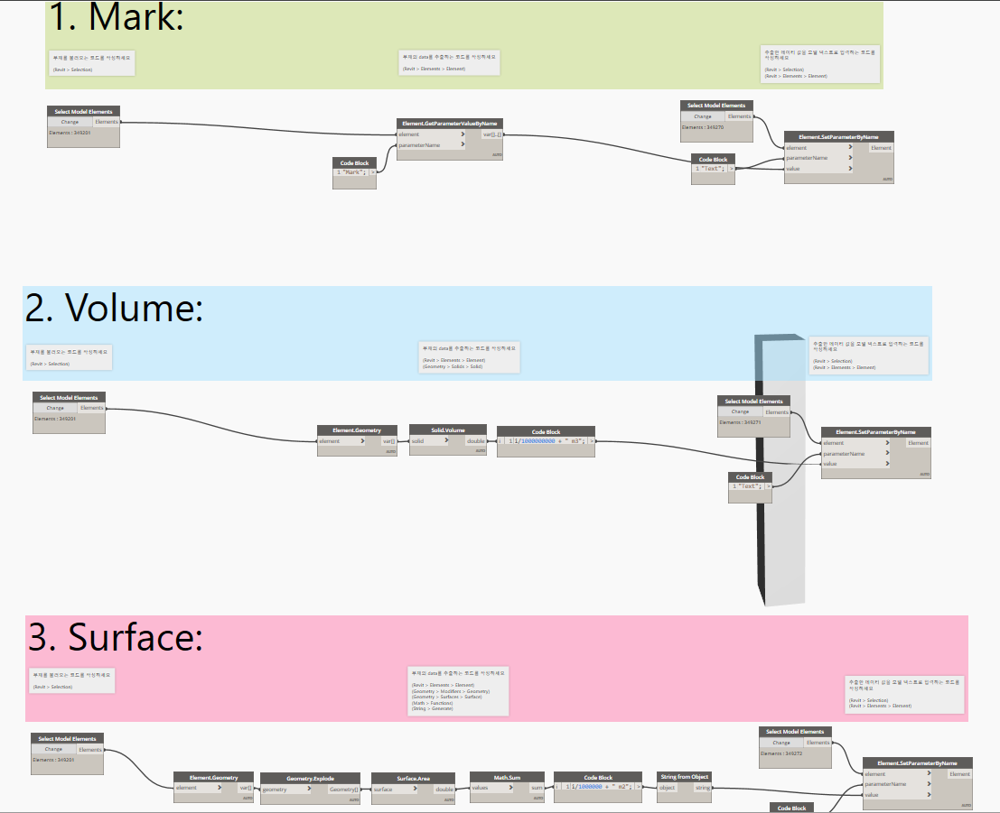 1. Mark:
부재를 불러오는 코드를 작성하세요
(Revit > Selection)
부재의 data를 추출하는 코드를 작성하세요
(Revit > Elements > Element)
추출한 데이터 값을 모델 텍스트로 입력하는 코드를
작성하세요
(Revit > Selection)
(Revit > Elements > Element)
Select Model Elements
Change
Elements
Elements : 349201
Element.GetParameterValueByName
element
var[]..[]
parameterName
AUTO
Code Block
1 "Mark"; >
Select Model Elements
Change
Elements
Elements : 349270
Code Block
1 "Text"; >
Element.SetParameterByName
element
Element
parameterName
value
AUTO
2. Volume:
부재를 불러오는 코드를 작성하세요
(Revit > Selection)
부재의 data를 추출하는 코드를 작성하세요
(Revit > Elements > Element)
(Geometry > Solids > Solid)
추출한 데이터 값을 모델 텍스트로 입력하는 코드를
작성하세요
(Revit > Selection)
(Revit > Elements > Element)
Select Model Elements
Change
Elements
Elements : 349201
Element.Geometry
element
var[]
AUTO
Solid.Volume
solid
double
AUTO
Code Block
i
1 i/1000000000 + " m3"; >
Select Model Elements
Change
Elements
Elements : 349271
Code Block
1 "Text"; >
Element.SetParameterByName
element
Element
parameterName
value
AUTO
3. Surface:
부재를 불러오는 코드를 작성하세요
(Revit > Selection)
부재의 data를 추출하는 코드를 작성하세요
(Revit > Elements > Element)
(Geometry > Modifiers > Geometry)
(Geometry > Surfaces > Surface)
(Math > Functions)
(String > Generate)
추출한 데이터 값을 모델 텍스트로 입력하는 코드를
작성하세요
(Revit > Selection)
(Revit > Elements > Element)
Select Model Elements
Change
Elements
Elements : 349201
Element.Geometry
element
var[]
AUTO
Geometry.Explode
geometry
Geometry[]
AUTO
Surface.Area
surface
double
AUTO
Math.Sum
values
sum
AUTO
Code Block
i
1 i/1000000 + " m2"; >
String from Object
object
string
Select Model Elements
Change
Elements
Elements : 349272
Code Block
Element.SetParameterByName
element
Element
parameterName
value
AUTO